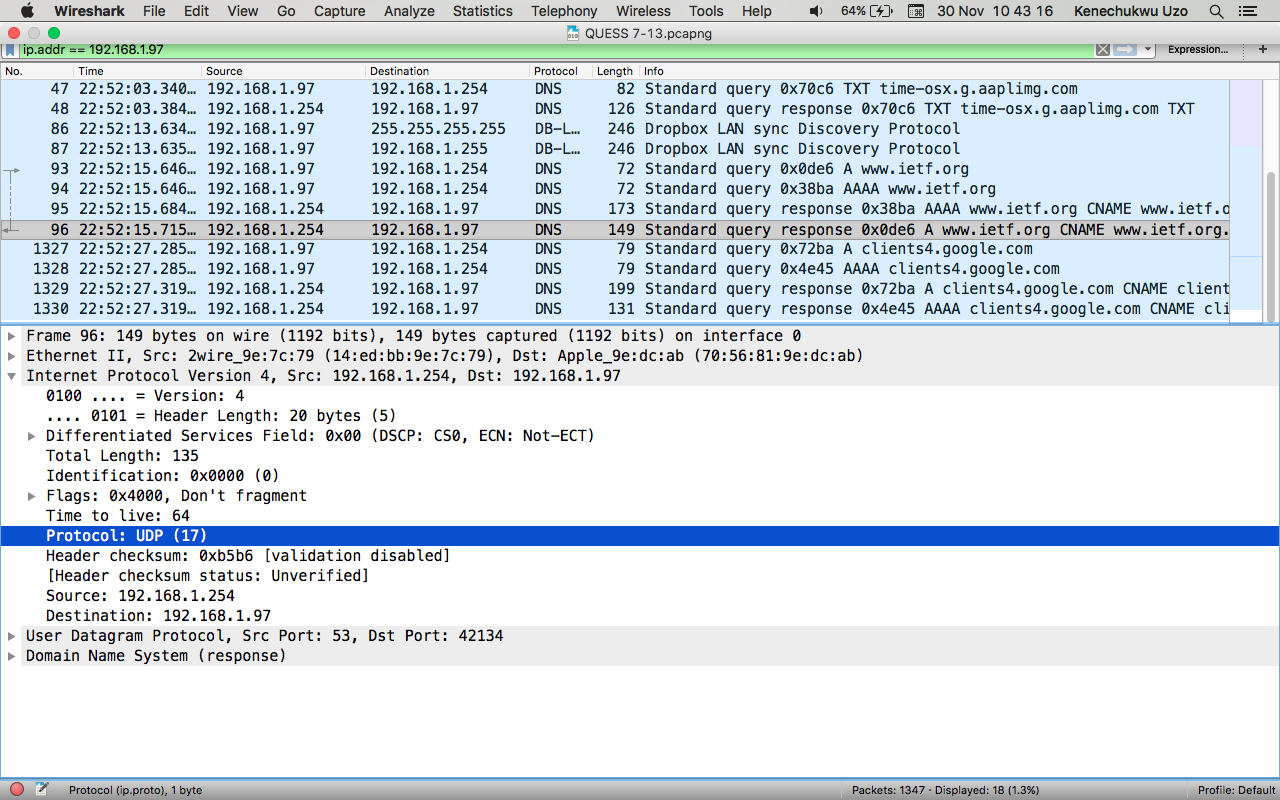 Wireshark File Edit View Go Capture Analyze Statistics Telephony Wireless Tools Help 64% 30 Nov 10 43 16 Kenechukwu Uzo
QUESS 7-13.pcapng
ip.addr == 192.168.1.97 Expression... +
No. Time Source Destination Protocol Length Info
47 22:52:03.340… 192.168.1.97 192.168.1.254 DNS 82 Standard query 0x70c6 TXT time-osx.g.aaplimg.com
48 22:52:03.384… 192.168.1.254 192.168.1.97 DNS 126 Standard query response 0x70c6 TXT time-osx.g.aaplimg.com TXT
86 22:52:13.634… 192.168.1.97 255.255.255.255 DB-L… 246 Dropbox LAN sync Discovery Protocol
87 22:52:13.635… 192.168.1.97 192.168.1.255 DB-L… 246 Dropbox LAN sync Discovery Protocol
93 22:52:15.646… 192.168.1.97 192.168.1.254 DNS 72 Standard query 0x0de6 A www.ietf.org
94 22:52:15.646… 192.168.1.97 192.168.1.254 DNS 72 Standard query 0x38ba AAAA www.ietf.org
95 22:52:15.684… 192.168.1.254 192.168.1.97 DNS 173 Standard query response 0x38ba AAAA www.ietf.org CNAME www.ietf.o
96 22:52:15.715… 192.168.1.254 192.168.1.97 DNS 149 Standard query response 0x0de6 A www.ietf.org CNAME www.ietf.org.
1327 22:52:27.285… 192.168.1.97 192.168.1.254 DNS 79 Standard query 0x72ba A clients4.google.com
1328 22:52:27.285… 192.168.1.97 192.168.1.254 DNS 79 Standard query 0x4e45 AAAA clients4.google.com
1329 22:52:27.319… 192.168.1.254 192.168.1.97 DNS 199 Standard query response 0x72ba A clients4.google.com CNAME client
1330 22:52:27.319… 192.168.1.254 192.168.1.97 DNS 131 Standard query response 0x4e45 AAAA clients4.google.com CNAME cli
Frame 96: 149 bytes on wire (1192 bits), 149 bytes captured (1192 bits) on interface 0
Ethernet II, Src: 2wire_9e:7c:79 (14:ed:bb:9e:7c:79), Dst: Apple_9e:dc:ab (70:56:81:9e:dc:ab)
Internet Protocol Version 4, Src: 192.168.1.254, Dst: 192.168.1.97
0100 .... = Version: 4
.... 0101 = Header Length: 20 bytes (5)
Differentiated Services Field: 0x00 (DSCP: CS0, ECN: Not-ECT)
Total Length: 135
Identification: 0x0000 (0)
Flags: 0x4000, Don't fragment
Time to live: 64
Protocol: UDP (17)
Header checksum: 0xb5b6 [validation disabled]
[Header checksum status: Unverified]
Source: 192.168.1.254
Destination: 192.168.1.97
User Datagram Protocol, Src Port: 53, Dst Port: 42134
Domain Name System (response)
Protocol (ip.proto), 1 byte Packets: 1347 · Displayed: 18 (1.3%) Profile: Default